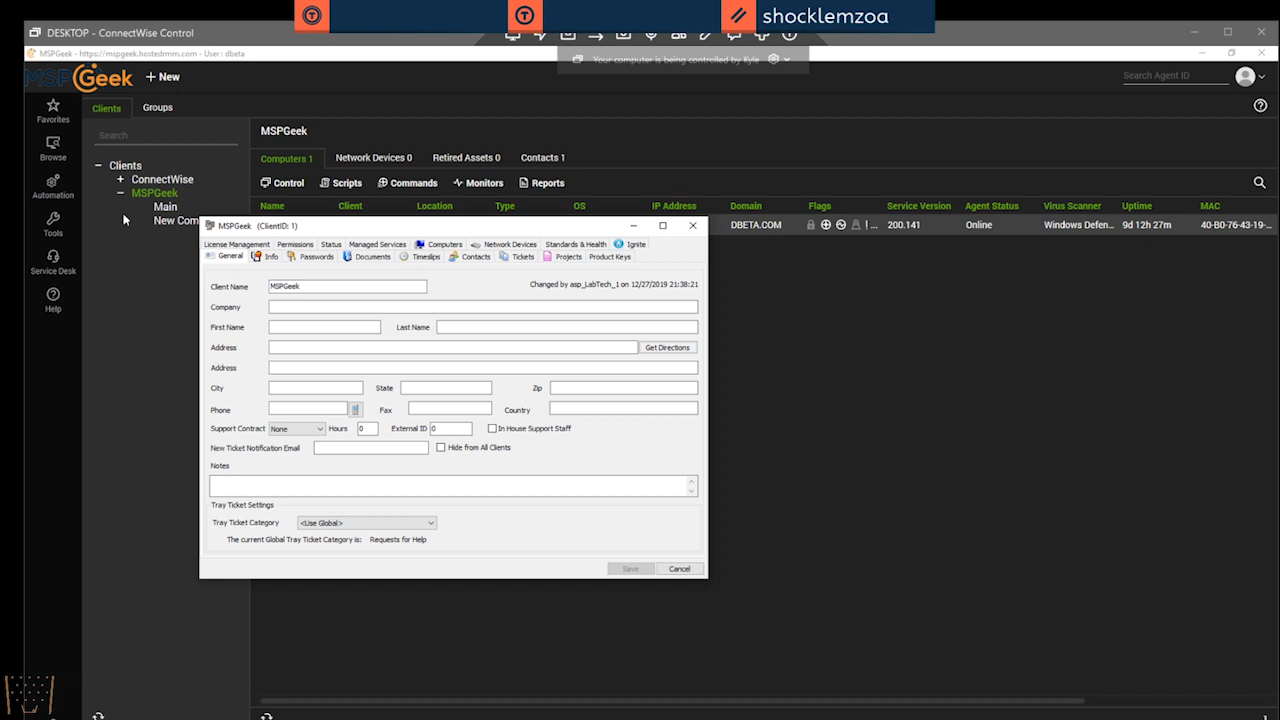 shocklemzoa
DESKTOP - ConnectWise Control
MSPGeek - https://mspgeek.hostedrmm.com - User : dbeta
Your computer is being controlled by Kyle
MSPGeek
+ New
Search Agent ID
Favorites
Browse
Automation
Tools
Service Desk
Help
Clients Groups
Search
Clients
ConnectWise
MSPGeek
Main
New Com
MSPGeek
Computers 1 Network Devices 0 Retired Assets 0 Contacts 1
Control Scripts Commands Monitors Reports
Name Client Location Type OS IP Address Domain Flags Service Version Agent Status Virus Scanner Uptime MAC
DBETA.COM ... 200.141 Online Windows Defen... 9d 12h 27m 40-B0-76-43-19-...
MSPGeek (ClientID: 1)
License Management Permissions Status Managed Services Computers Network Devices Standards & Health Ignite
General Info Passwords Documents Timeslips Contacts Tickets Projects Product Keys
Client Name MSPGeek Changed by asp_LabTech_1 on 12/27/2019 21:38:21
Company
First Name Last Name
Address Get Directions
Address
City State Zip
Phone Fax Country
Support Contract None Hours 0 External ID 0 In House Support Staff
New Ticket Notification Email Hide from All Clients
Notes
Tray Ticket Settings
Tray Ticket Category <Use Global>
The current Global Tray Ticket Category is: Requests for Help
Save Cancel